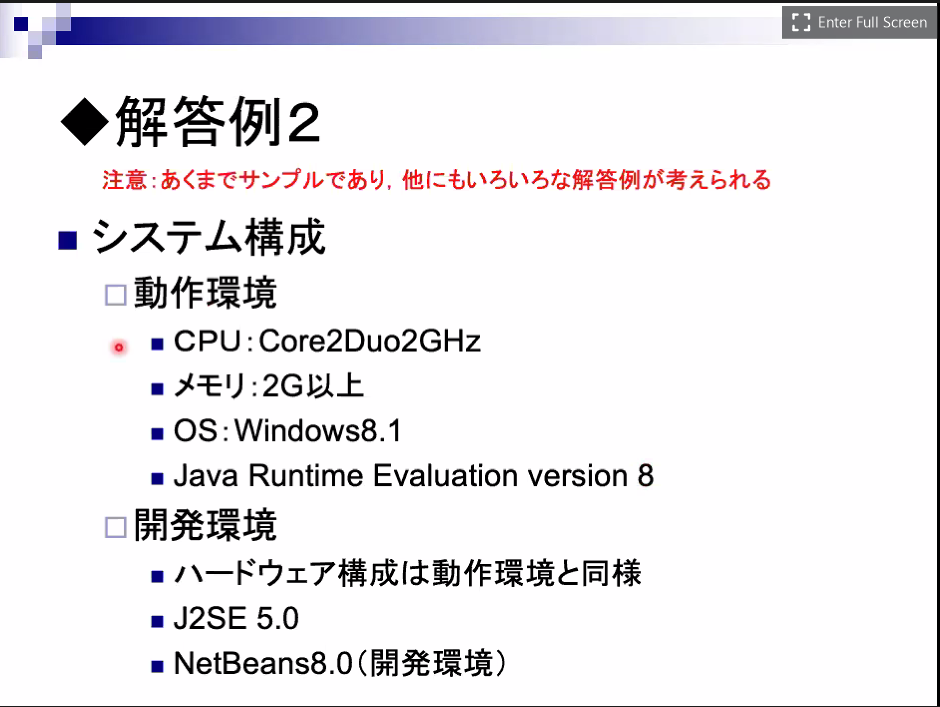 Enter Full Screen
◆解答例２
注意：あくまでサンプルであり，他にもいろいろな解答例が考えられる
システム構成
動作環境
ＣＰＵ：Core2Duo2GHz
メモリ：2G以上
OS：Windows8.1
Java Runtime Evaluation version 8
開発環境
ハードウェア構成は動作環境と同様
J2SE 5.0
NetBeans8.0（開発環境）